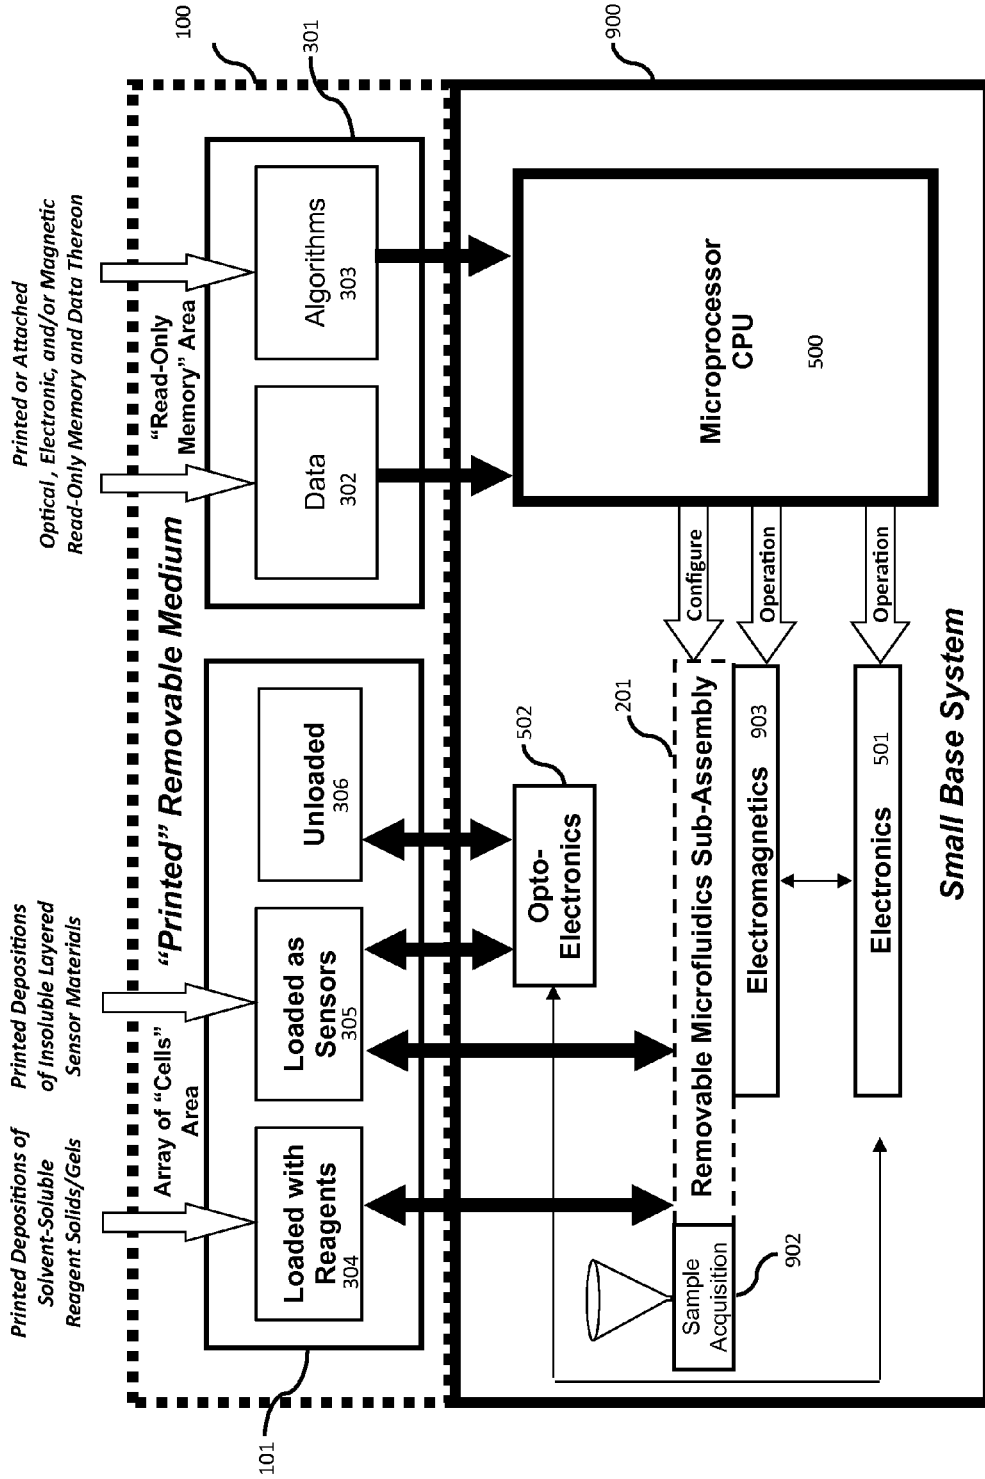 Printed Depositions of
Solvent-Soluble
Reagent Solids/Gels
Printed Depositions
of Insoluble Layered
Sensor Materials
Printed or Attached
Optical , Electronic, and/or Magnetic
Read-Only Memory and Data Thereon
100
"Printed" Removable Medium
101
Array of "Cells"
Area
Loaded with
Reagents
304
Loaded as
Sensors
305
Unloaded
306
"Read-Only
Memory" Area
301
Data
302
Algorithms
303
900
Opto-
Electronics
502
Microprocessor
CPU
500
Sample
Acquisition
902
Removable Microfluidics Sub-Assembly
201
Configure
Electromagnetics 903
Operation
Electronics 501
Operation
Small Base System